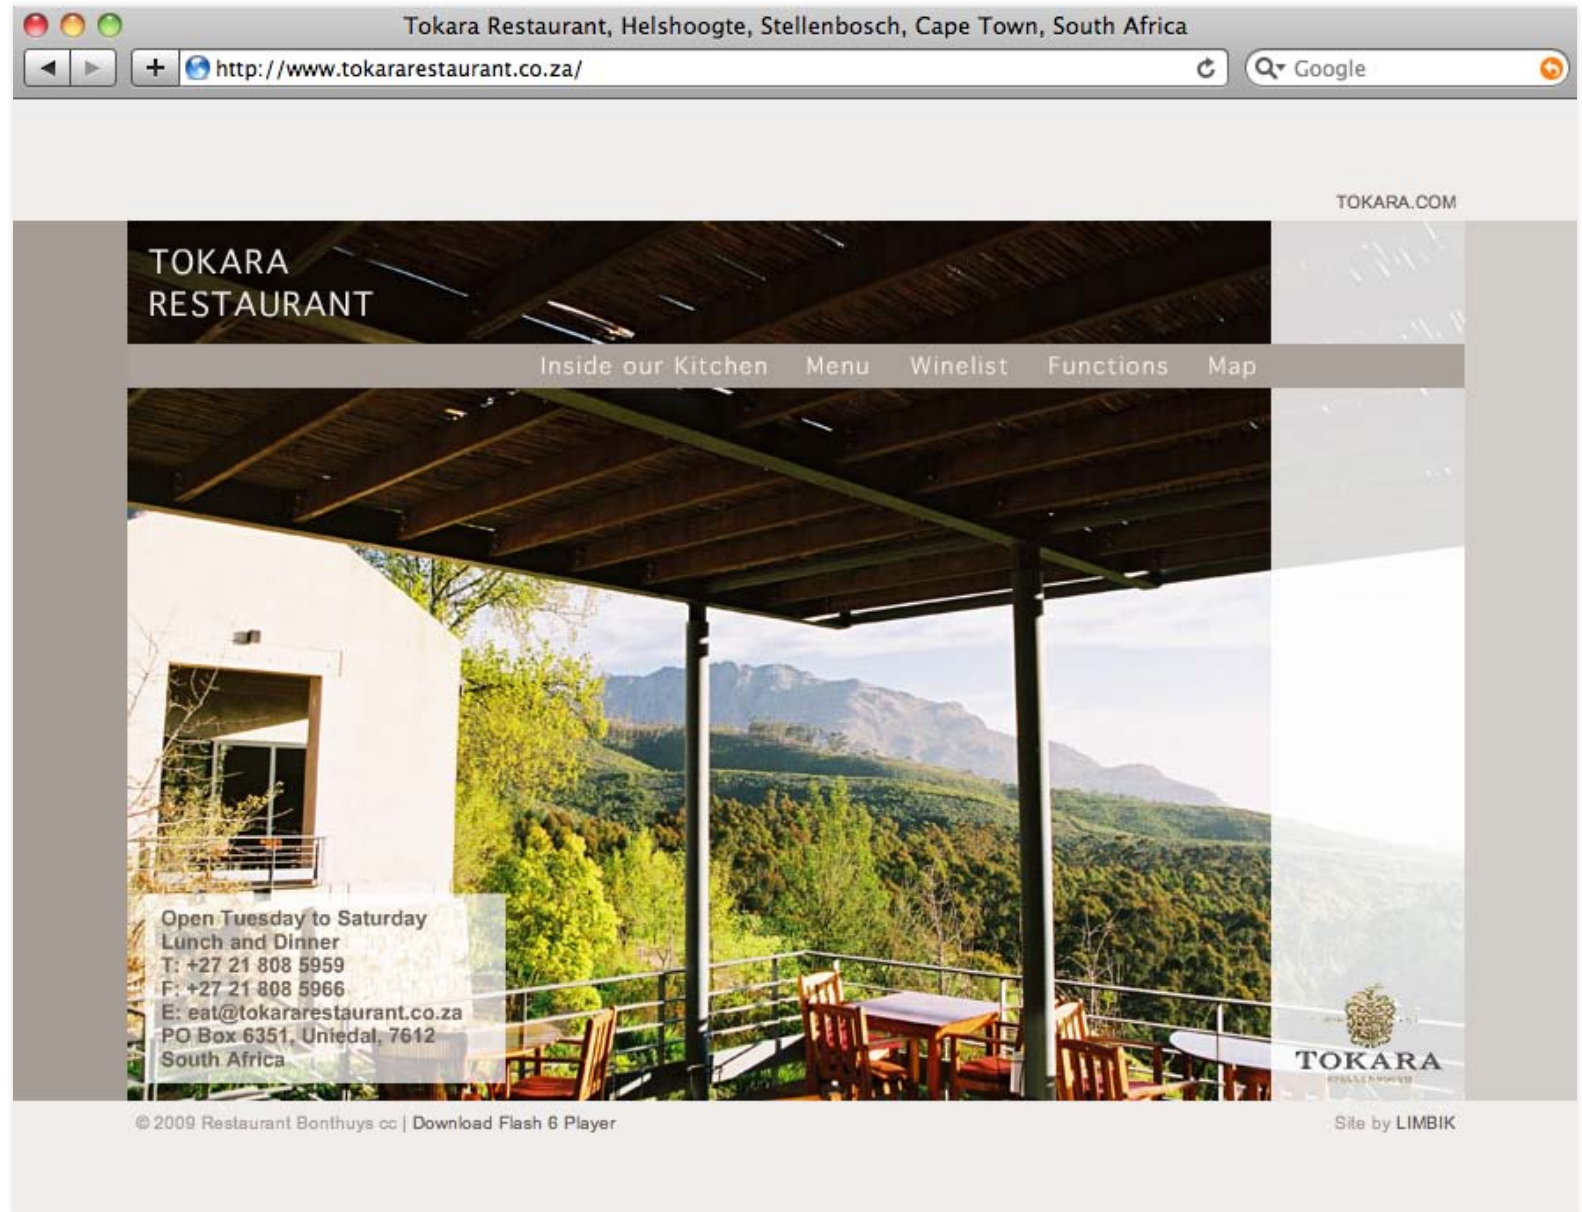 Tokara Restaurant, Helshoogte, Stellenbosch, Cape Town, South Africa
http://www.tokararestaurant.co.za/
Google
TOKARA.COM
TOKARA
RESTAURANT
Inside our Kitchen Menu Winelist Functions Map
Open Tuesday to Saturday
Lunch and Dinner
T: +27 21 808 5959
F: +27 21 808 5966
E: eat@tokararestaurant.co.za
PO Box 6351, Uniedal, 7612
South Africa
TOKARA
STELLENBOSCH
© 2009 Restaurant Bonthuys cc | Download Flash 6 Player
Site by LIMBIK